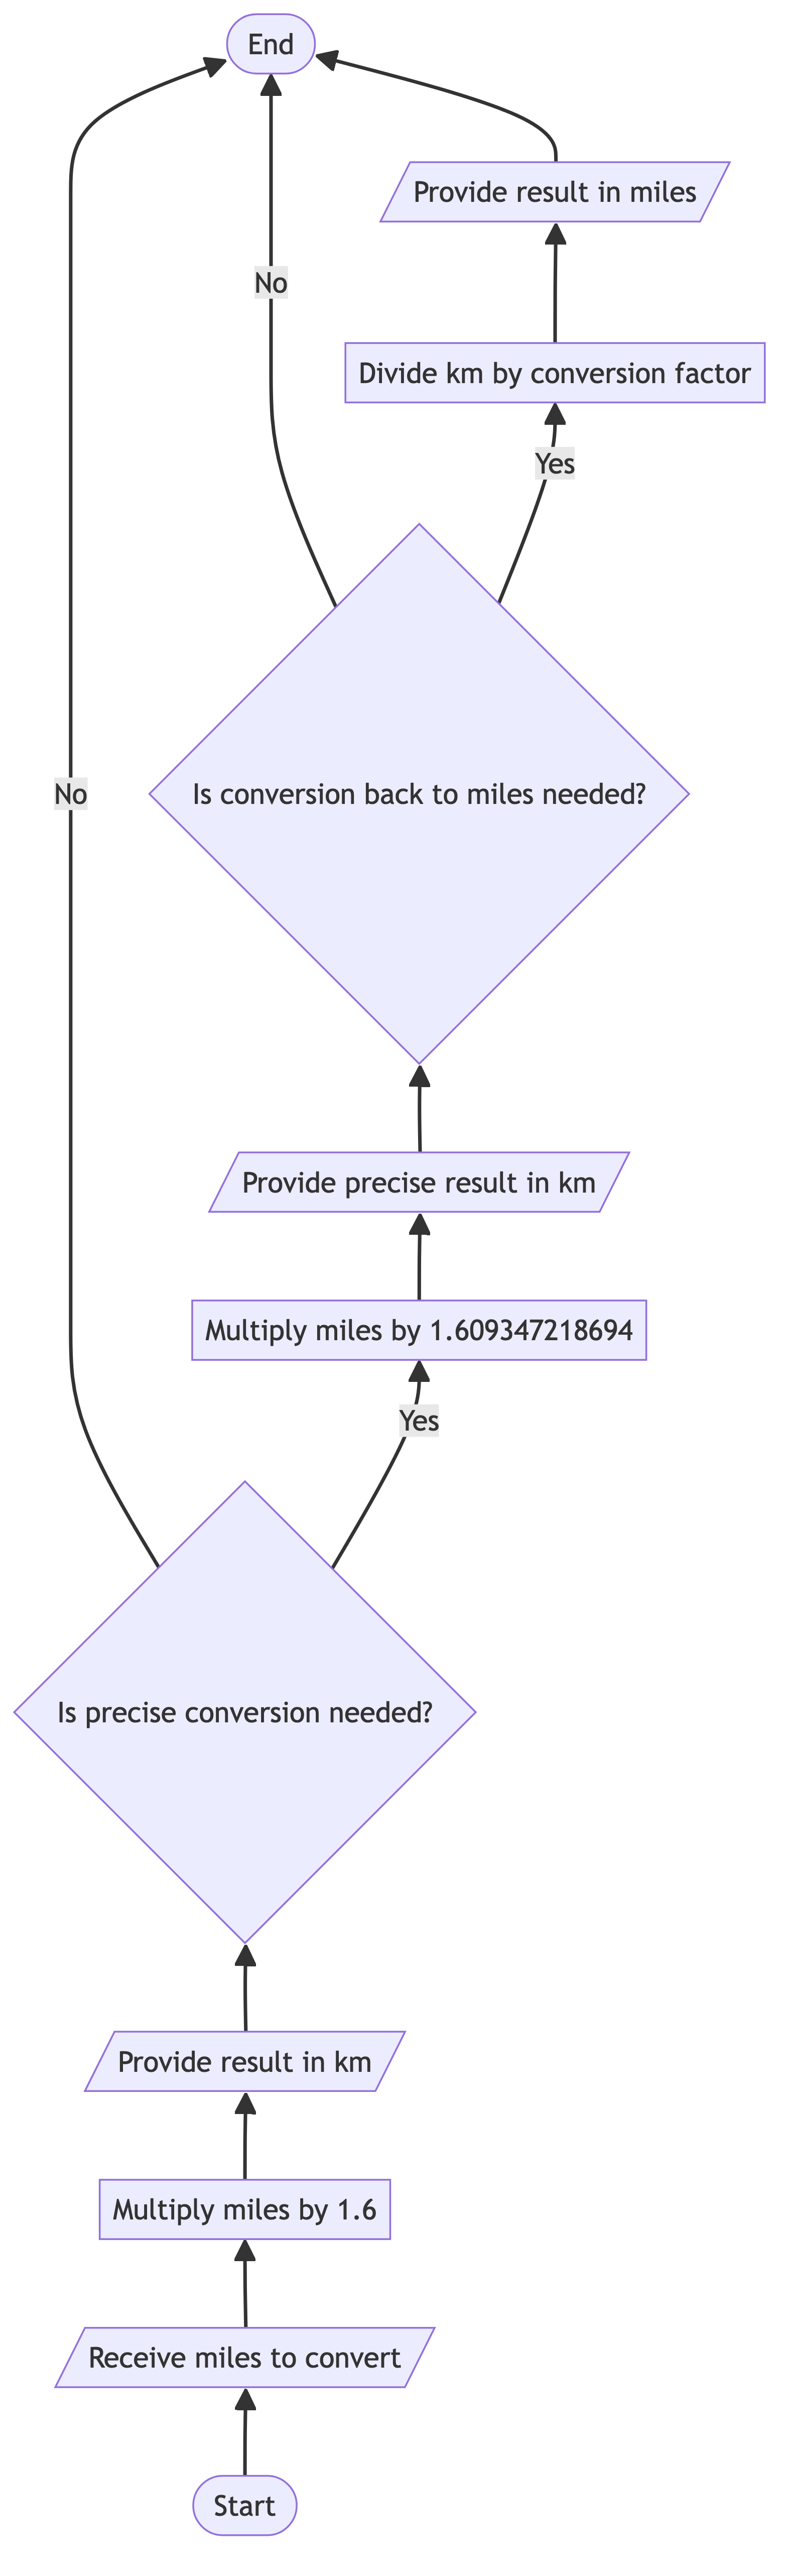 End
Provide result in miles
No
Divide km by conversion factor
Yes
Is conversion back to miles needed?
No
Provide precise result in km
Multiply miles by 1.609347218694
Yes
Is precise conversion needed?
Provide result in km
Multiply miles by 1.6
Receive miles to convert
Start